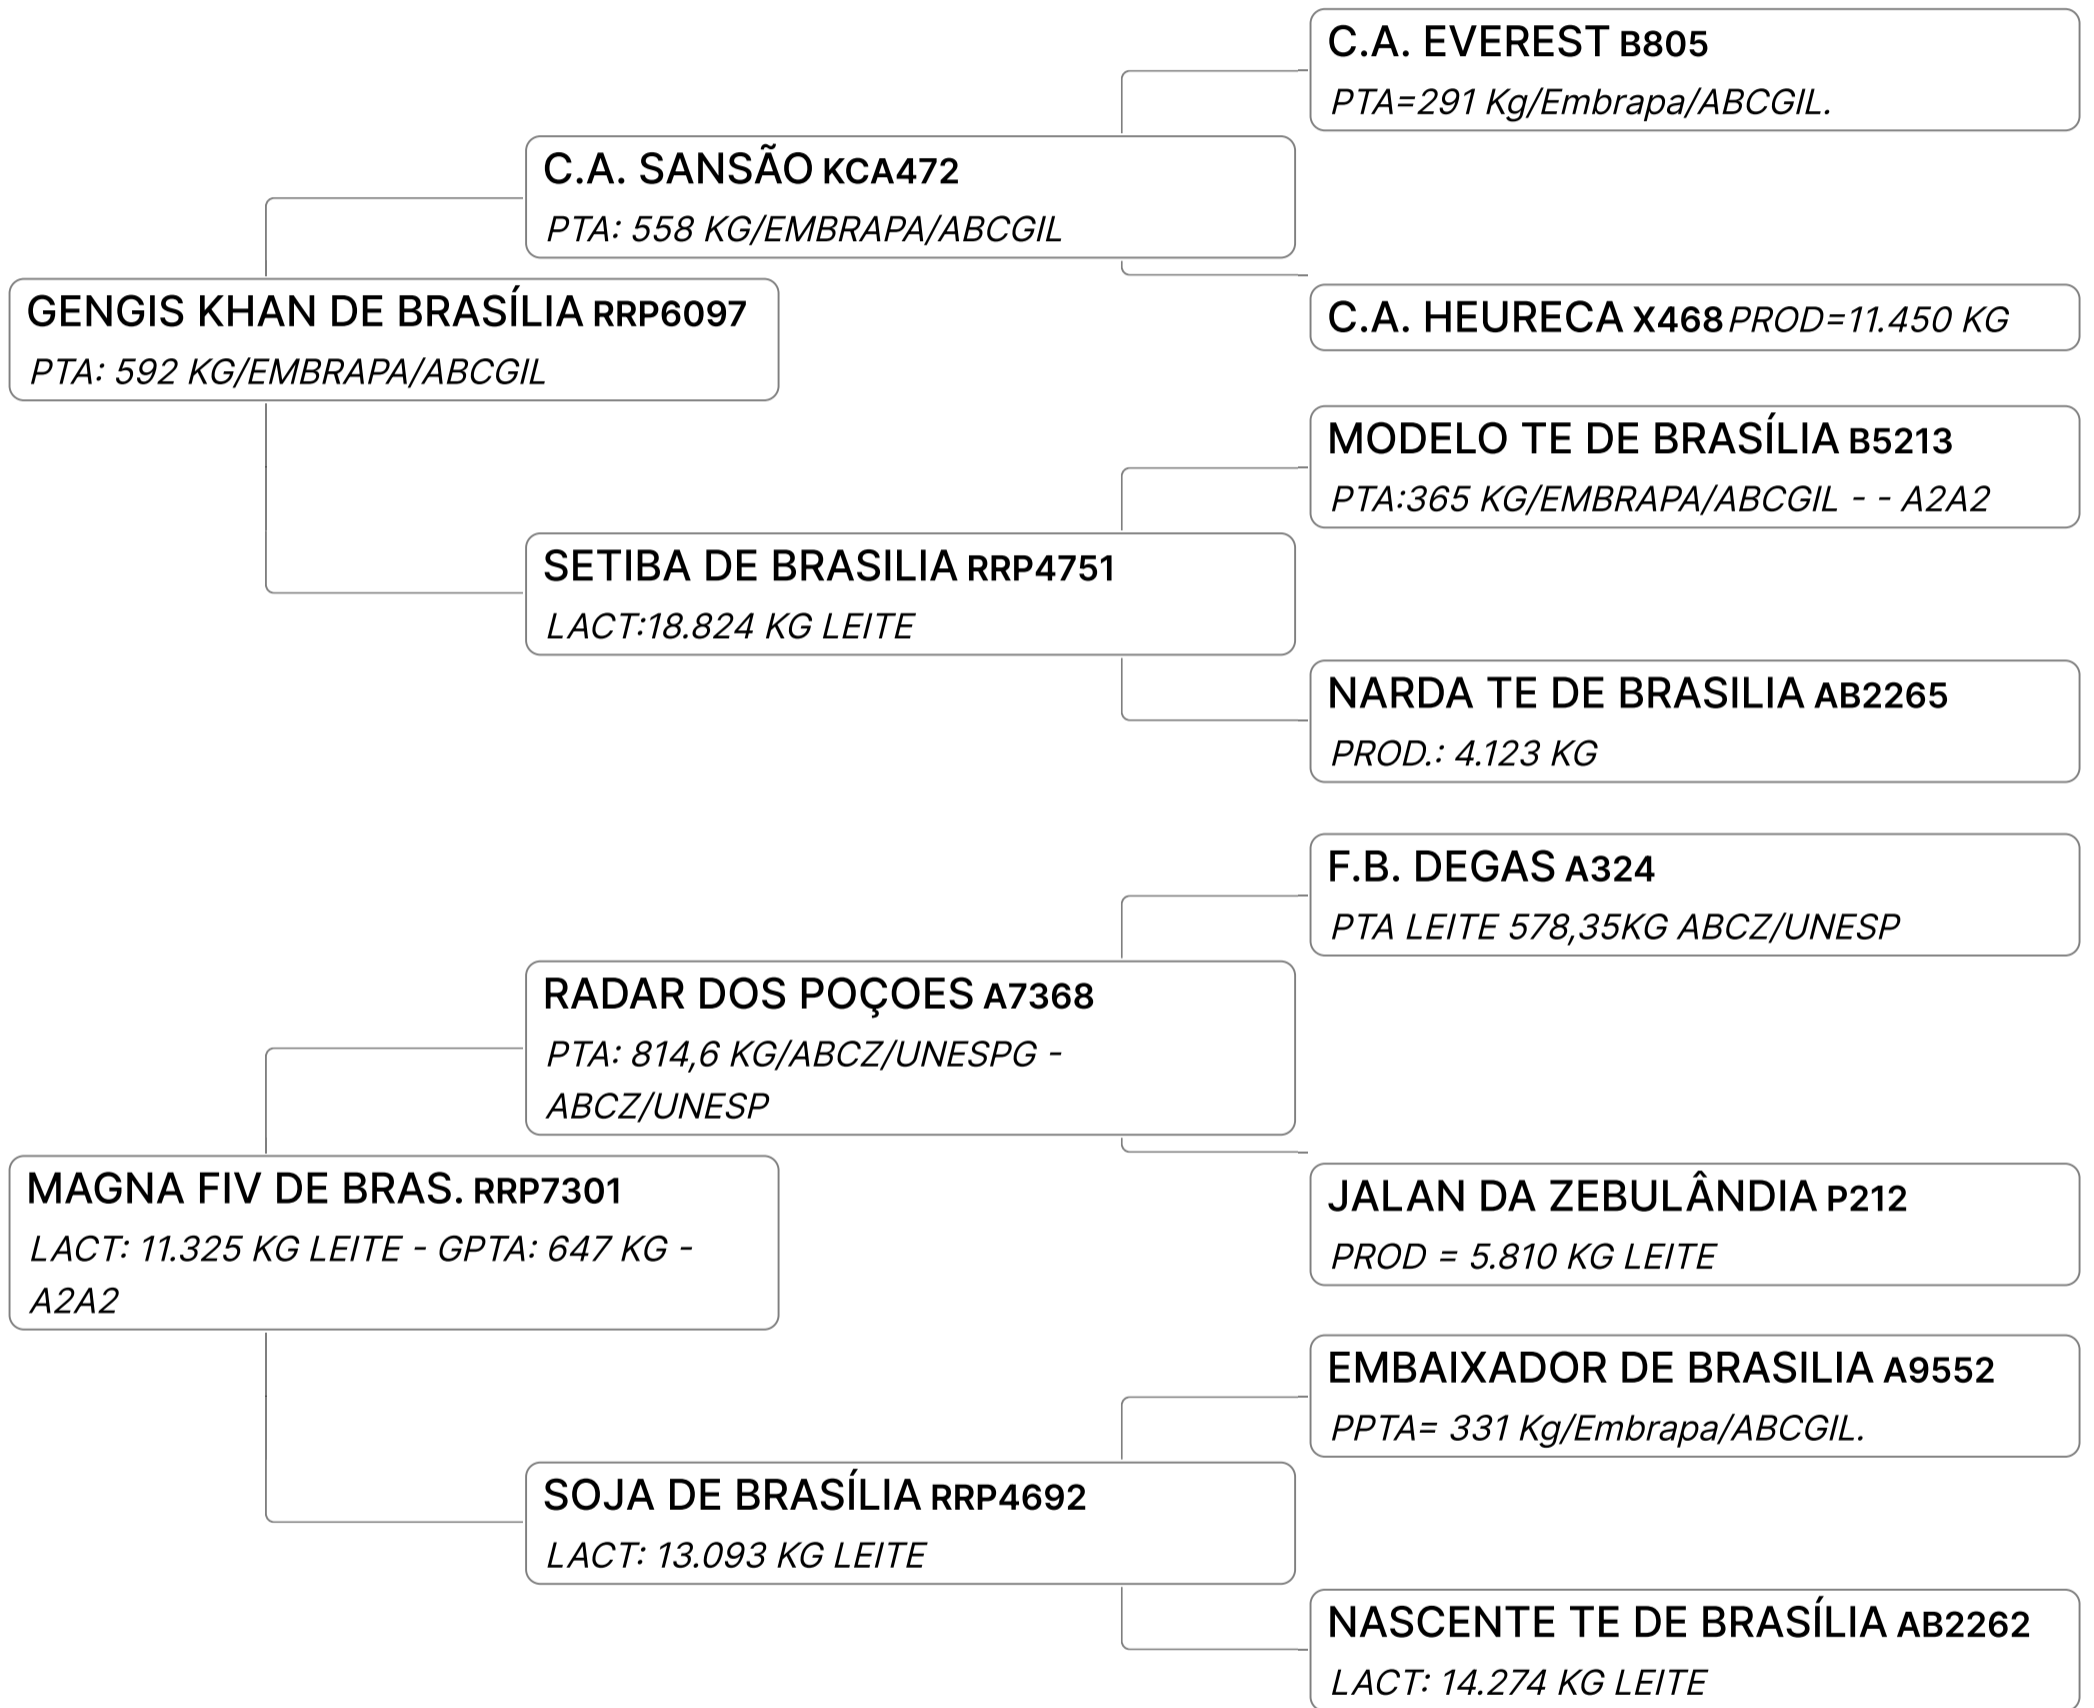 C.A. EVEREST B805
PTA=291 Kg/Embrapa/ABCGIL.
C.A. SANSÃO KCA472
PTA: 558 KG/EMBRAPA/ABCGIL
GENGIS KHAN DE BRASÍLIA RRP6097
PTA: 592 KG/EMBRAPA/ABCGIL
C.A. HEURECA X468 PROD=11.450 KG
MODELO TE DE BRASÍLIA B5213
PTA:365 KG/EMBRAPA/ABCGIL - - A2A2
SETIBA DE BRASILIA RRP4751
LACT:18.824 KG LEITE
NARDA TE DE BRASILIA AB2265
PROD.: 4.123 KG
F.B. DEGAS A324
PTA LEITE 578,35KG ABCZ/UNESP
RADAR DOS POÇOES A7368
PTA: 814,6 KG/ABCZ/UNESPG -
ABCZ/UNESP
MAGNA FIV DE BRAS. RRP7301
LACT: 11.325 KG LEITE - GPTA: 647 KG -
A2A2
JALAN DA ZEBULÂNDIA P212
PROD = 5.810 KG LEITE
EMBAIXADOR DE BRASILIA A9552
PPTA= 331 Kg/Embrapa/ABCGIL.
SOJA DE BRASÍLIA RRP4692
LACT: 13.093 KG LEITE
NASCENTE TE DE BRASÍLIA AB2262
LACT: 14.274 KG LEITE